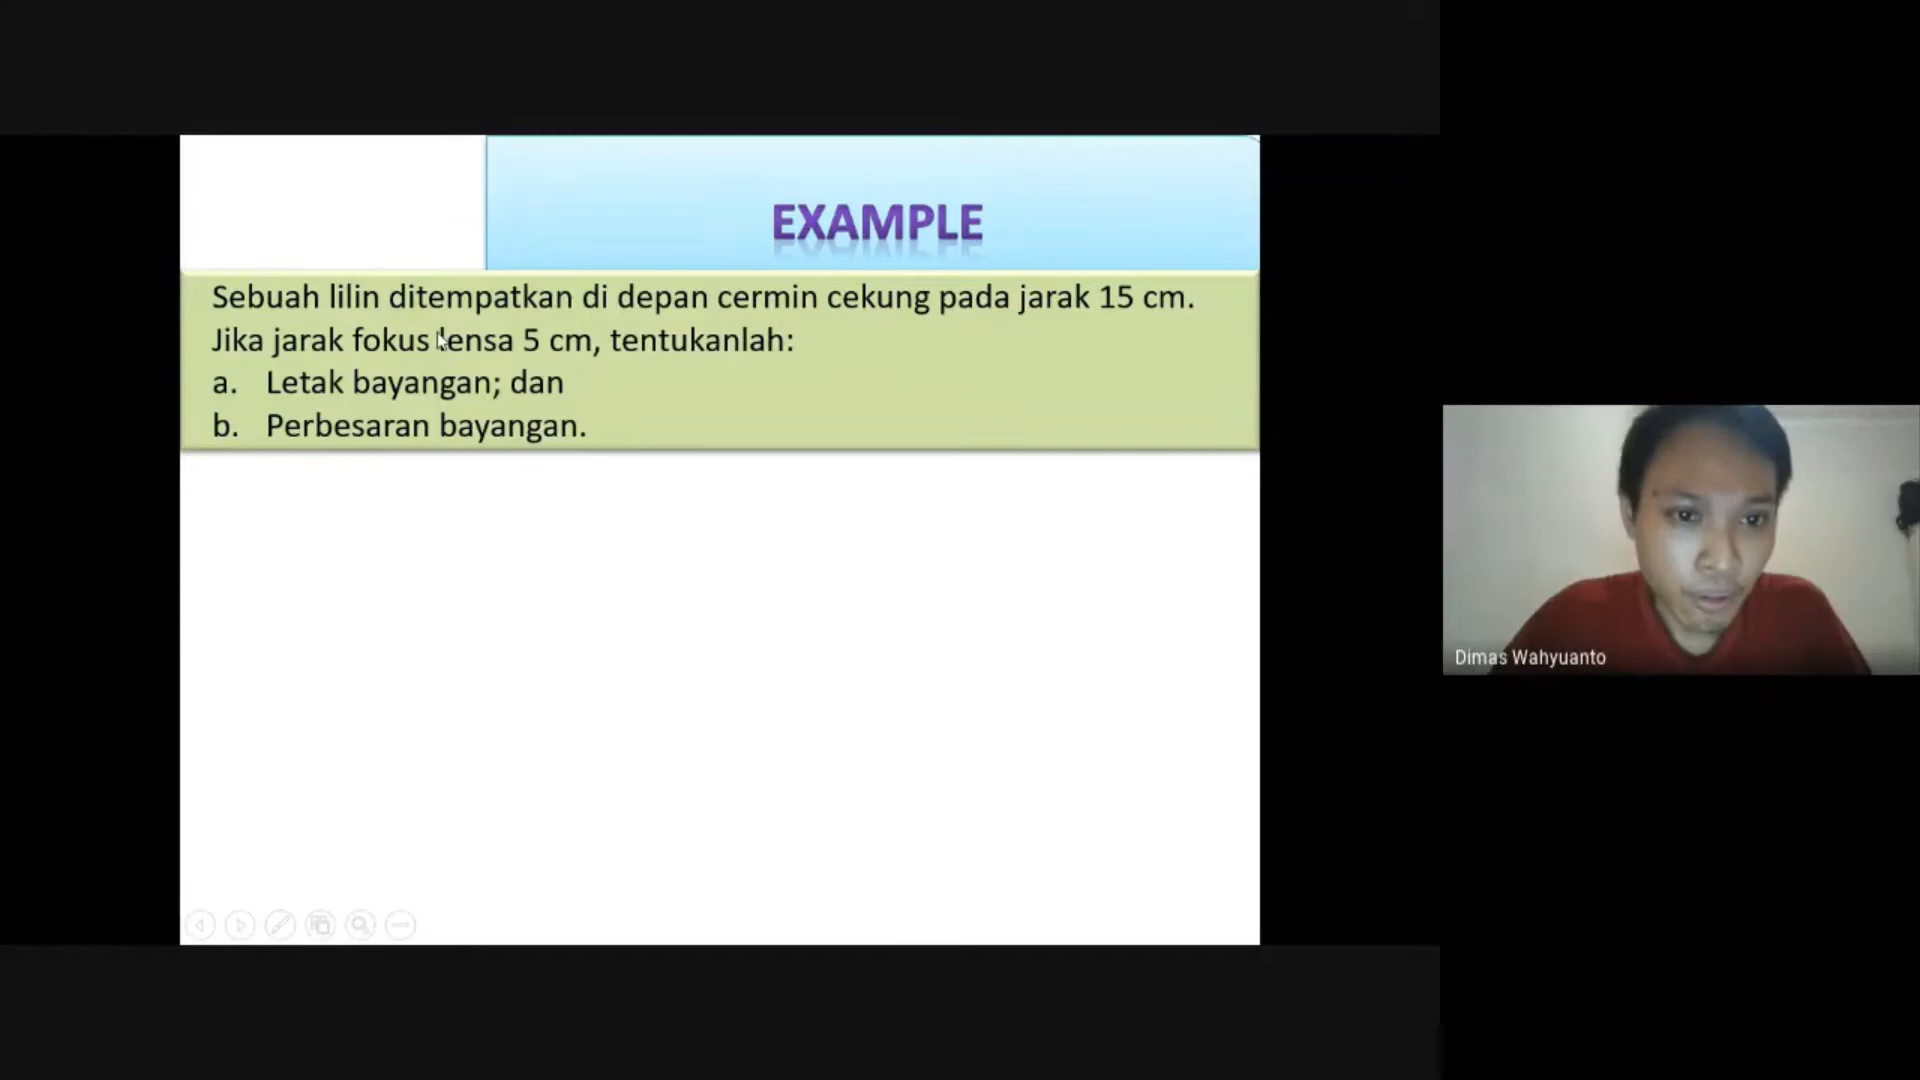 EXAMPLE
Sebuah lilin ditempatkan di depan cermin cekung pada jarak 15 cm.
Jika jarak fokus lensa 5 cm, tentukanlah:
a. Letak bayangan; dan
b. Perbesaran bayangan.
Dimas Wahyuanto